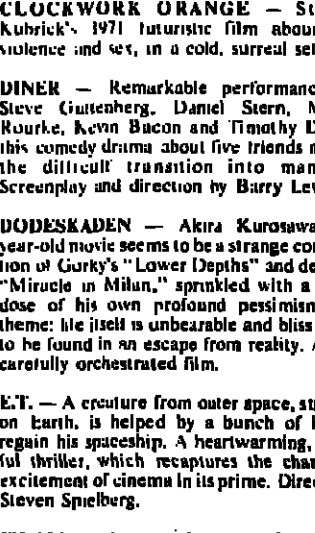 CLOCKWORK ORANGE — St
Kubrick's 1971 futuristic film abou
violence and sex, in a cold, surreal set
DINER — Remarkable performanc
Steve Guttenberg, Daniel Stern, M
Rourke, Kevin Bacon and Timothy D
this comedy drama about five friends m
the difficult transition into man
Screenplay and direction by Barry Lev
DODESKADEN — Akira Kurosawa
year-old movie seems to be a strange con
tion of Gorky's "Lower Depths" and de
"Miracle in Milan," sprinkled with a
dose of his own profound pessimism
theme: life itself is unbearable and bliss
to be found in an escape from reality. A
carefully orchestrated film.
E.T. — A creature from outer space, st
on Earth, is helped by a bunch of
regain his spaceship. A heartwarming,
ful thriller, which recaptures the cha
excitement of cinema in its prime. Direc
Steven Spielberg.